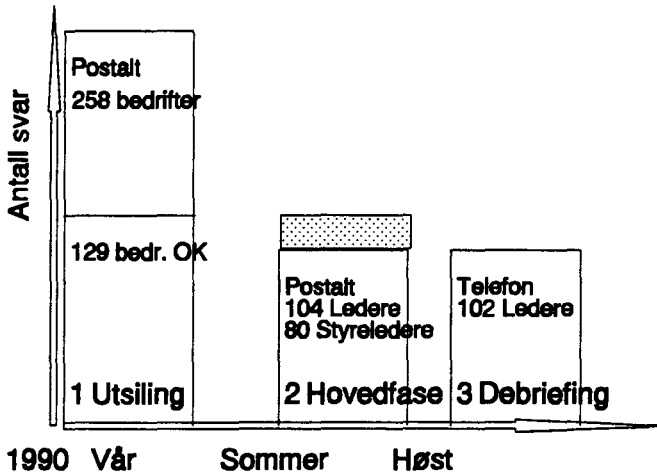 Antall svar
Postalt
258 bedrifter
129 bedr. OK
1 Utsiling
Postalt
104 Ledere
80 Styreledere
2 Hovedfase
Telefon
102 Ledere
3 Debriefing
1990 Vår Sommer Høst